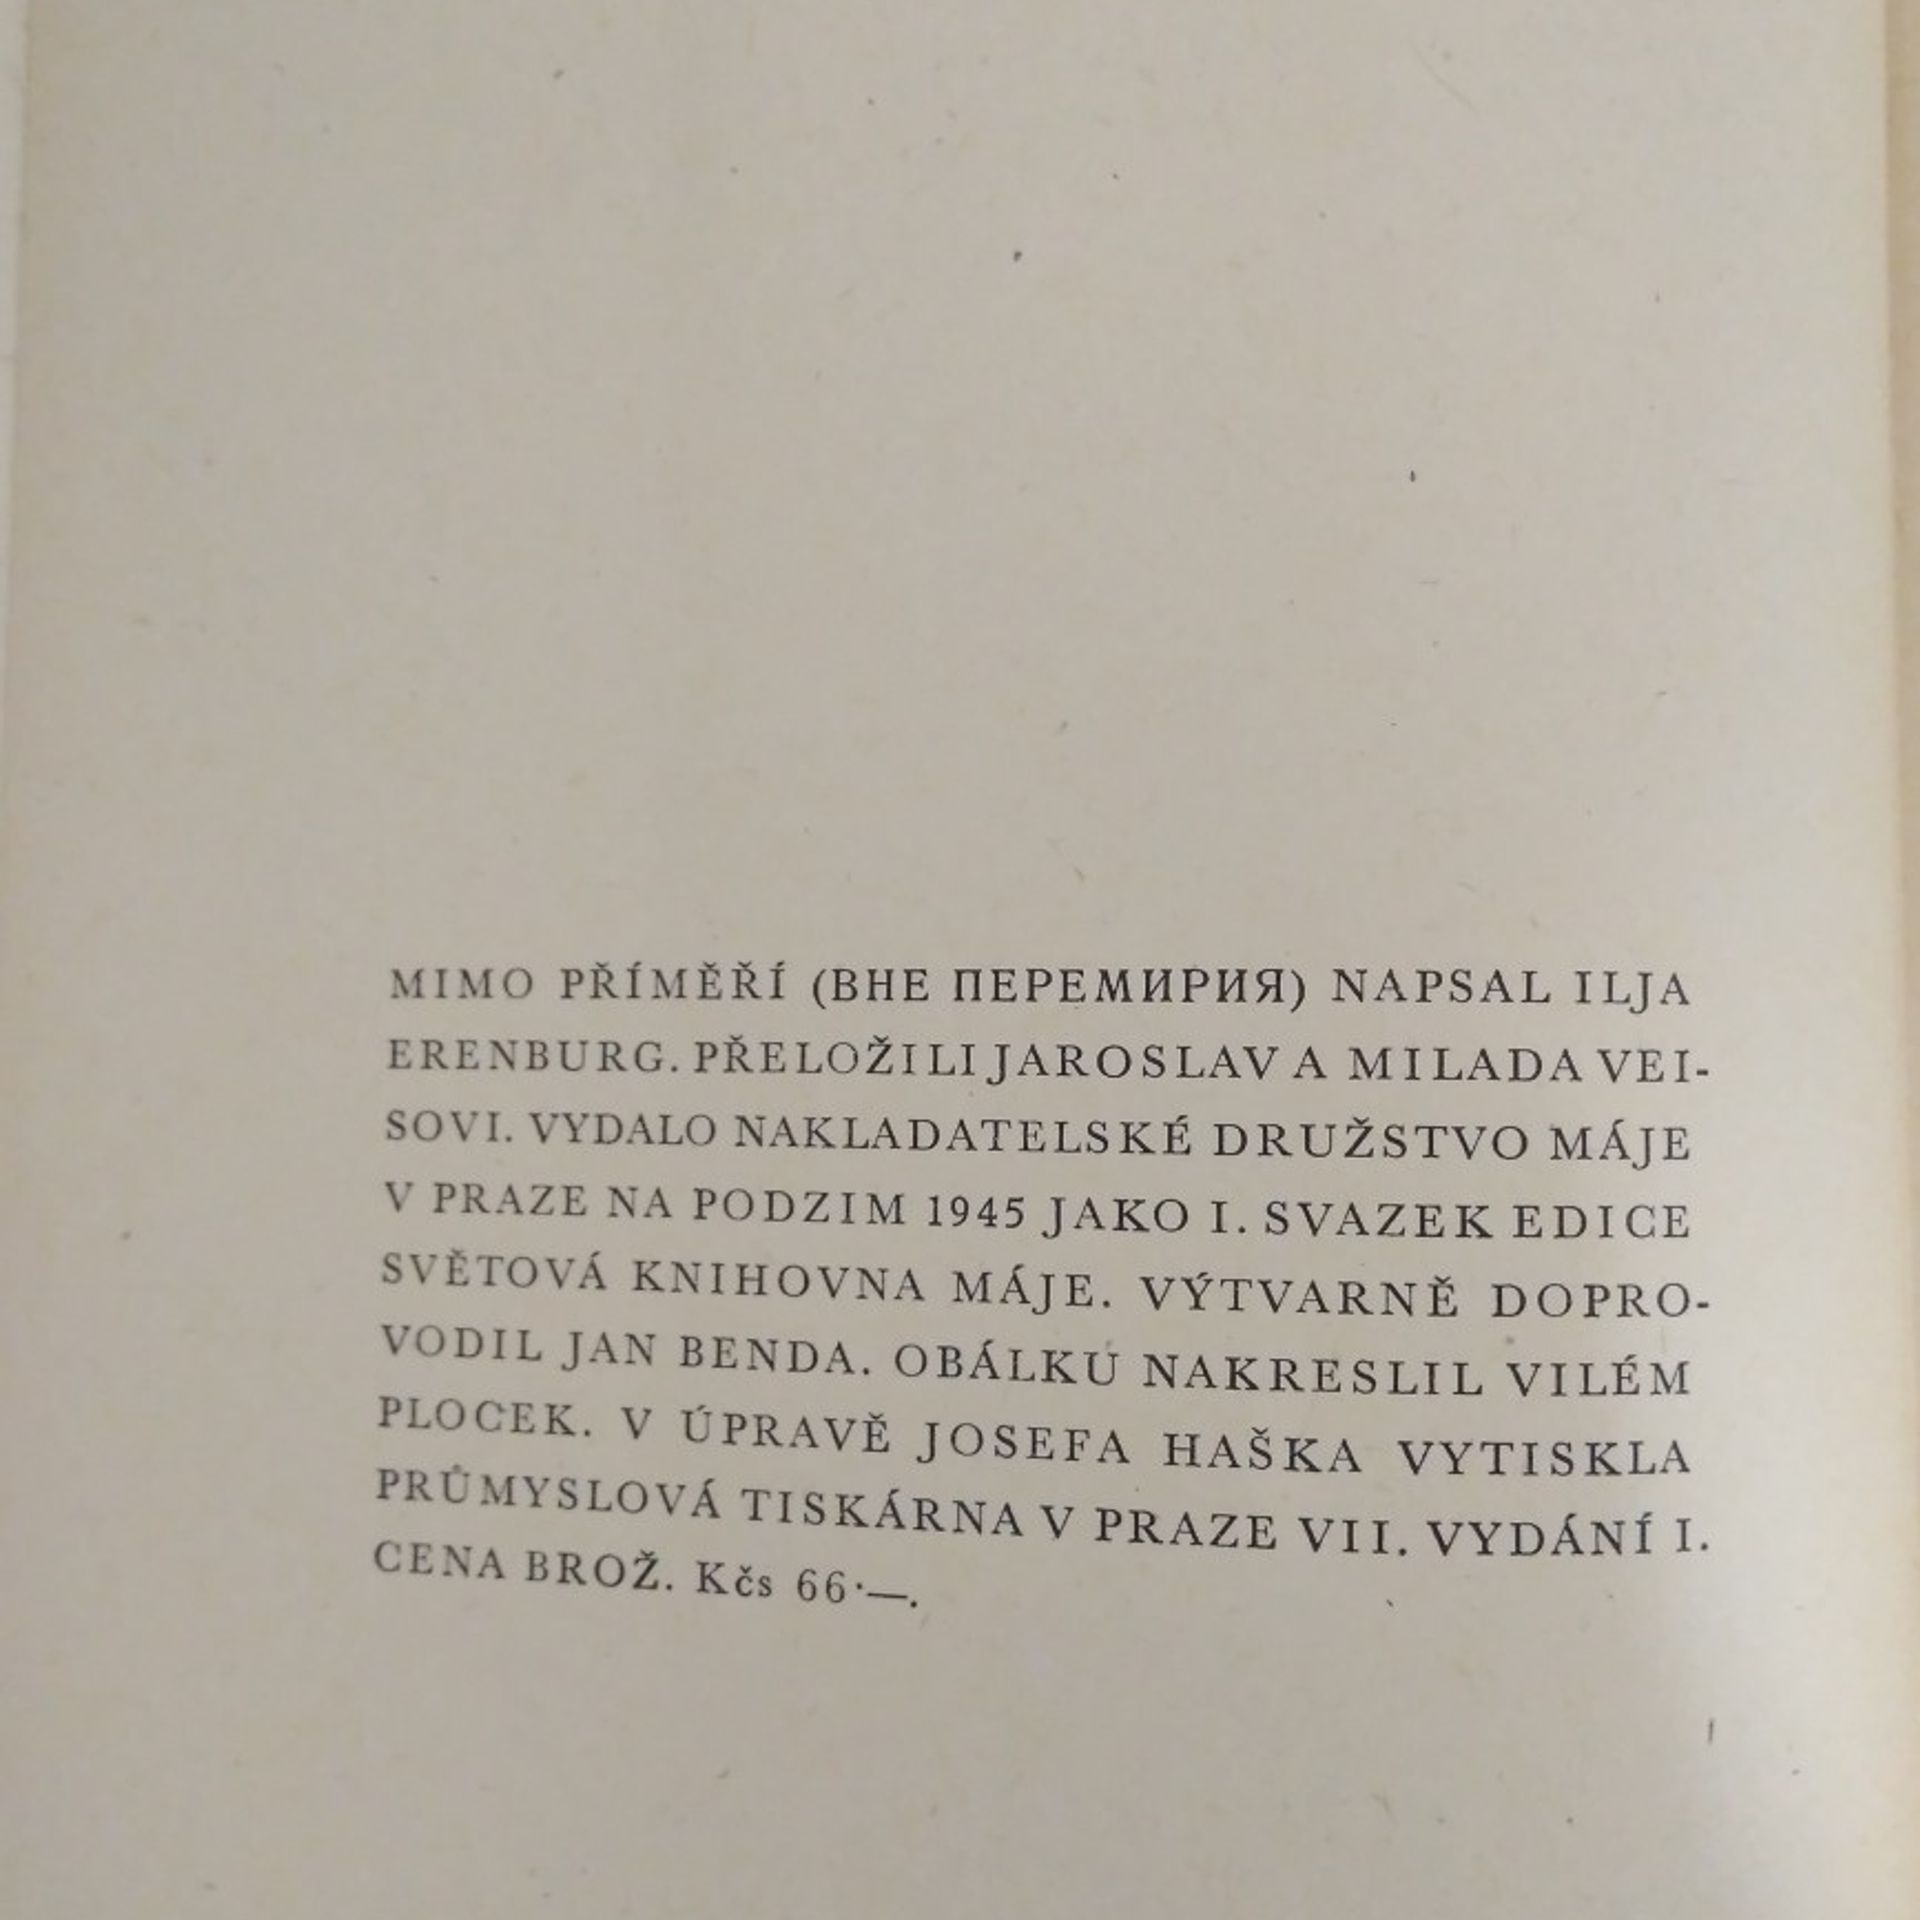 MIMO PŘÍMĚŘÍ (ВНЕ ПЕРЕМИРИЯ) NAPSAL ILJA
ERENBURG. PŘELOŽILI JAROSLAV A MILADA VEI-
SOVI. VYDALO NAKLADATELSKÉ DRUŽSTVO MÁJE
V PRAZE NA PODZIM 1945 JAKO I. SVAZEK EDICE
SVĚTOVÁ KNIHOVNA MÁJE. VÝTVARNĚ DOPRO-
VODIL JAN BENDA. OBÁLKU NAKRESLIL VILÉM
PLOCEK. V ÚPRAVĚ JOSEFA HAŠKA VYTISKLA
PRŮMYSLOVÁ TISKÁRNA V PRAZE VII. VYDÁNÍ I.
CENA BROŽ. Kčs 66·—.